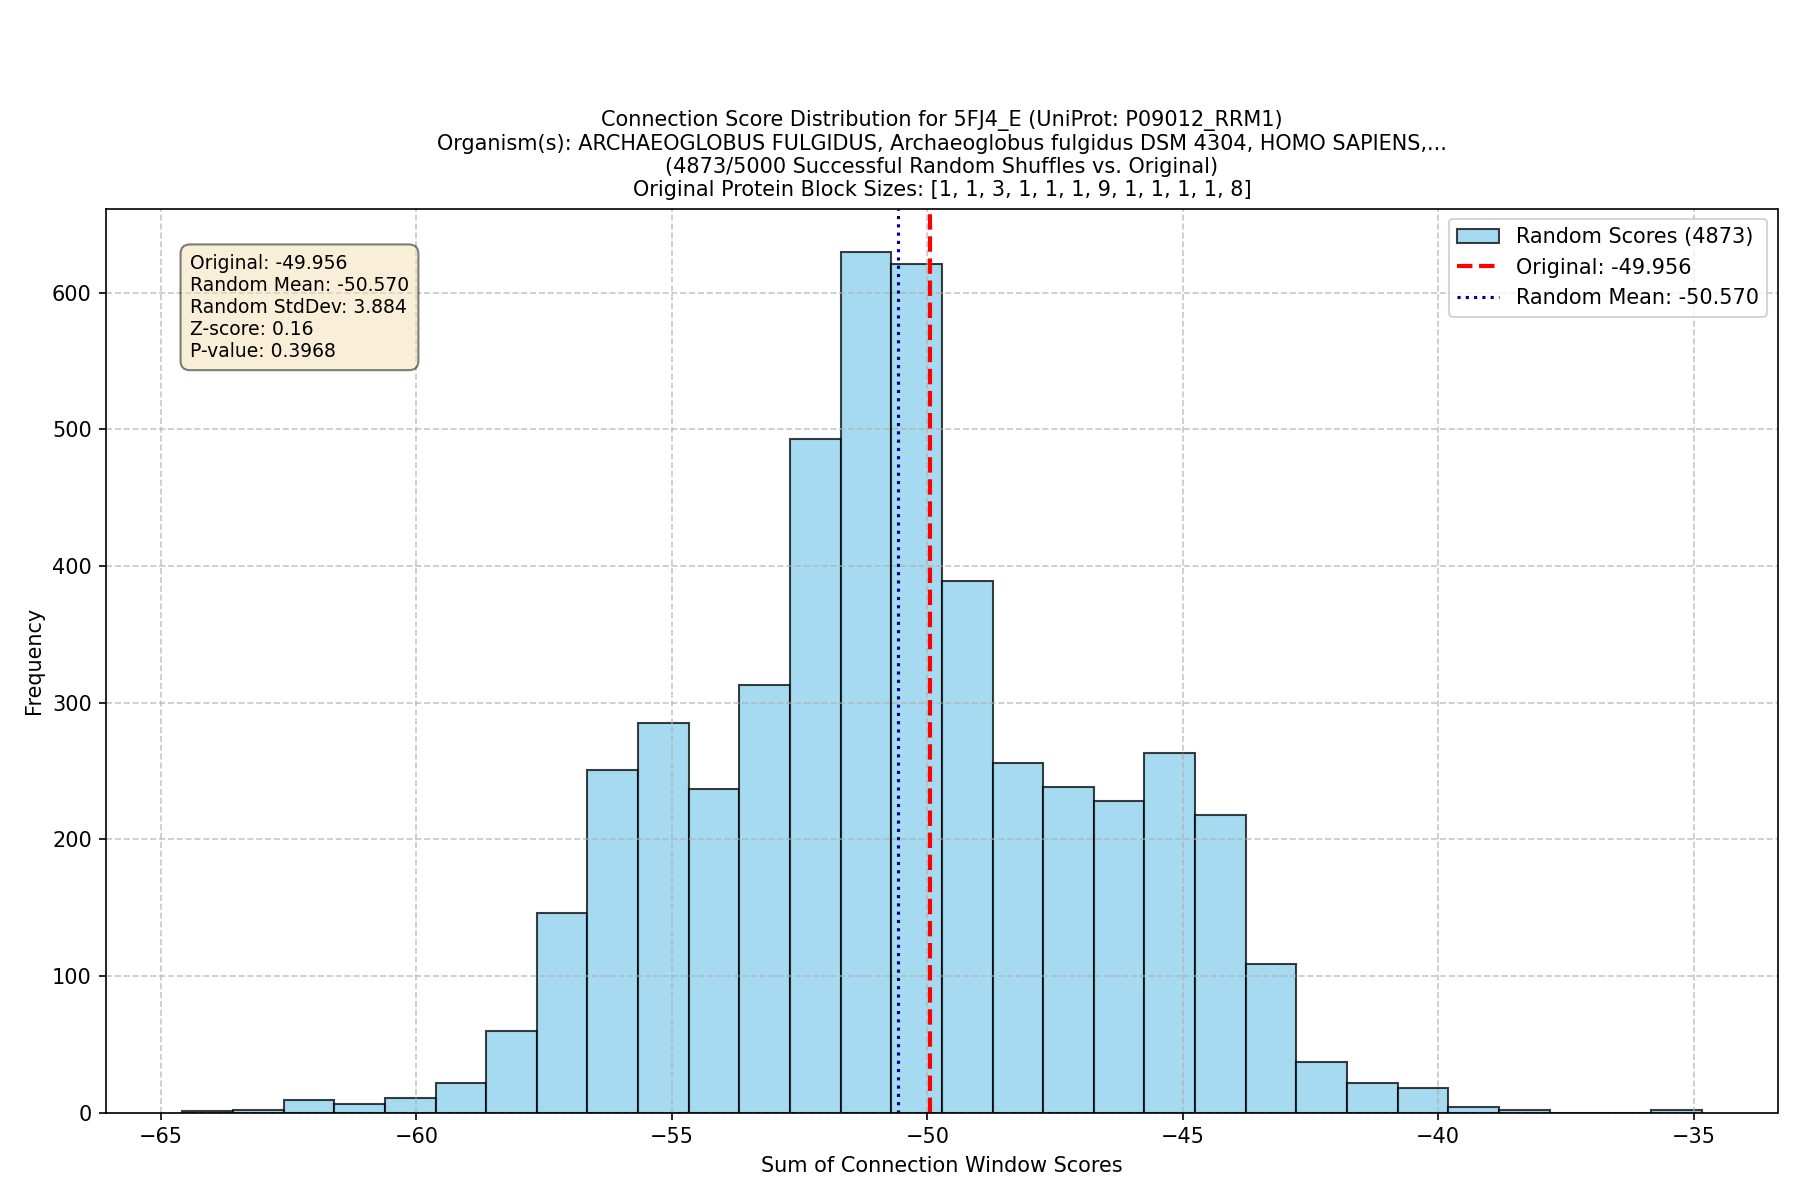 Connection Score Distribution for 5FJ4_E (UniProt: P09012_RRM1)
Organism(s): ARCHAEOGLOBUS FULGIDUS, Archaeoglobus fulgidus DSM 4304, HOMO SAPIENS,...
(4873/5000 Successful Random Shuffles vs. Original)
Original Protein Block Sizes: [1, 1, 3, 1, 1, 1, 9, 1, 1, 1, 1, 8]
Original: -49.956
Random Mean: -50.570
Random StdDev: 3.884
Z-score: 0.16
P-value: 0.3968
Random Scores (4873)
Original: -49.956
Random Mean: -50.570
Frequency
600
500
400
300
200
100
0
−65
−60
−55
−50
−45
−40
−35
Sum of Connection Window Scores